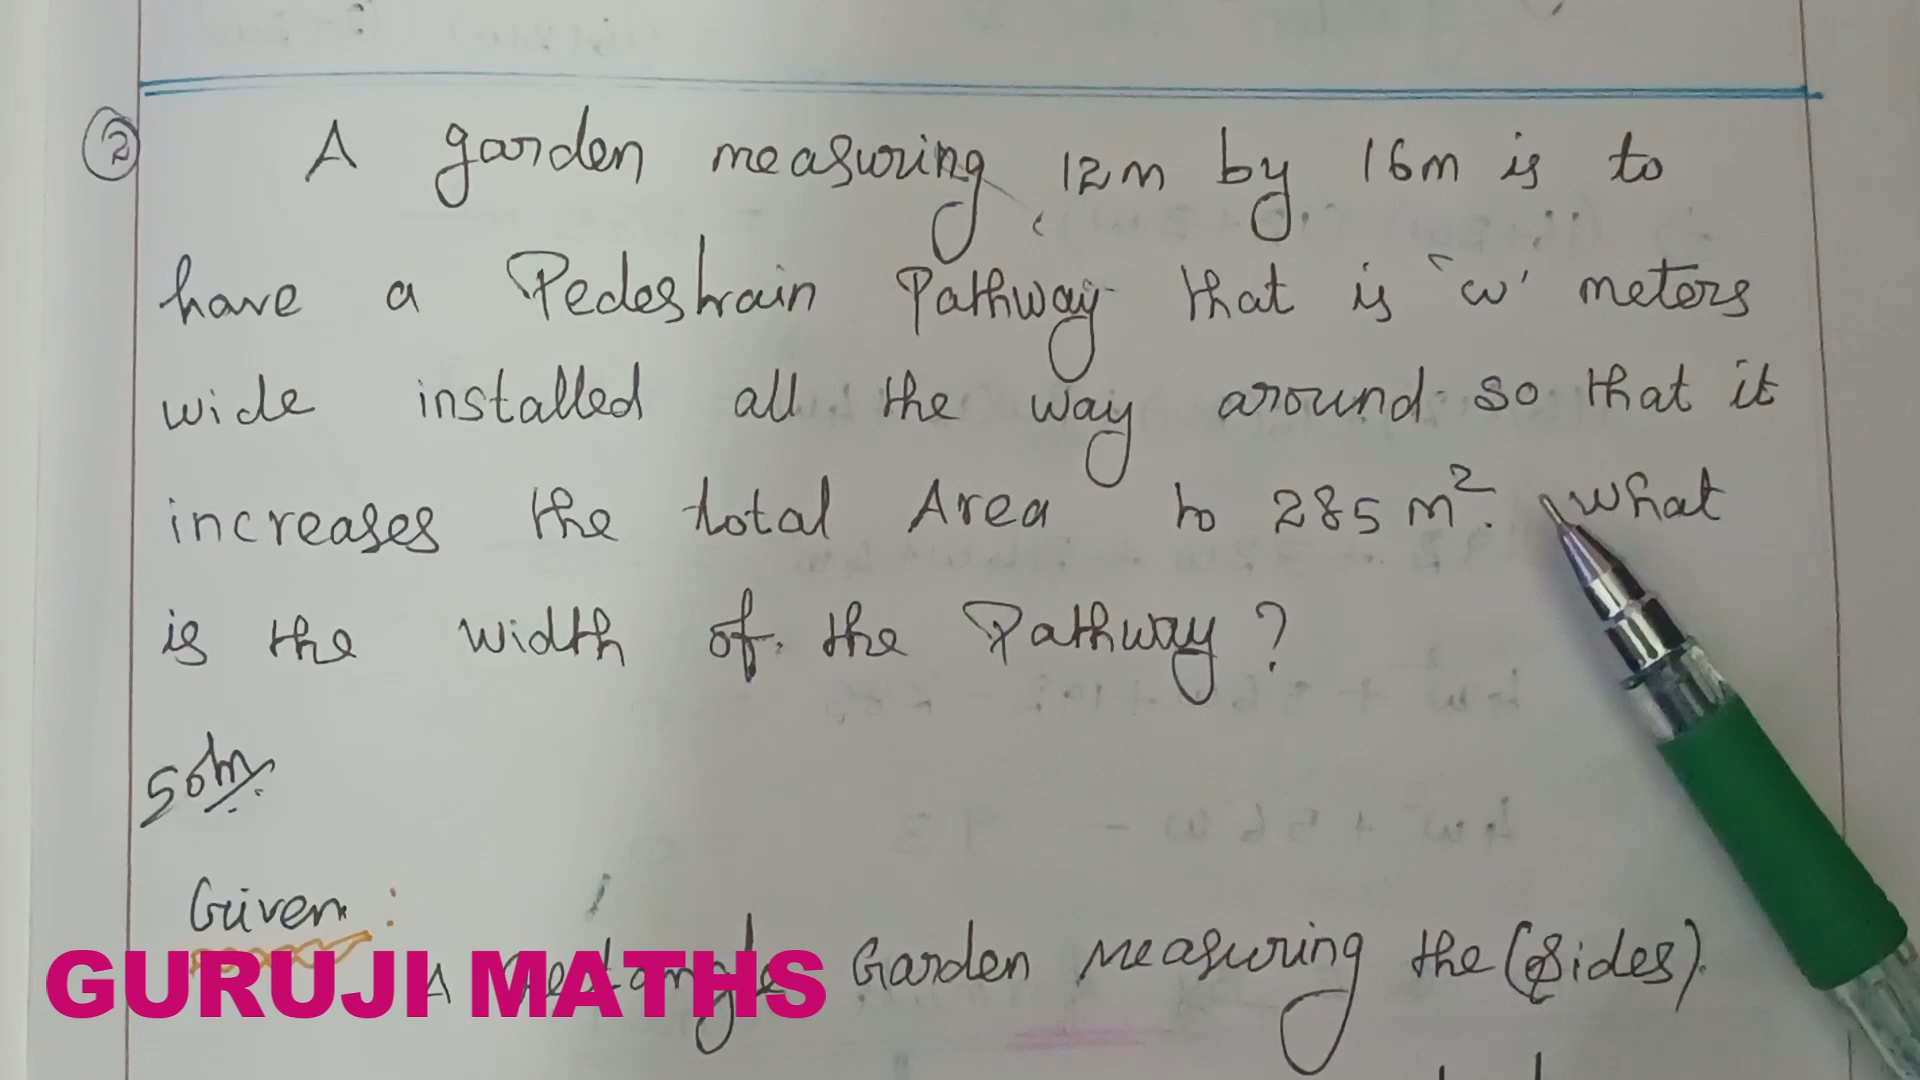 ② A garden measuring 12m by 16m is to
have a Pedestrain Pathway that is 'w' meters
wide installed all the way around so that it
increases the total Area to 285 m². What
is the width of the Pathway?
Soln.
Given:
A Rectangle Garden Measuring the (Sides).
GURUJI MATHS